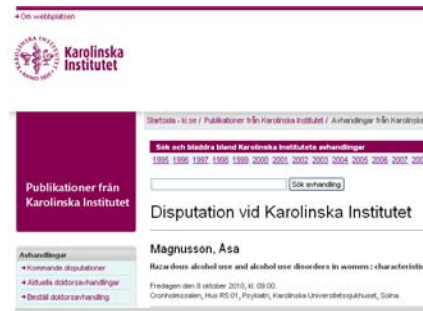 Om webbplatsen
Karolinska
Institutet
Startsida - ki.se / Publikationer från Karolinska Institutet / Avhandlingar från Karolinska
Sök och bläddra bland Karolinska Institutets avhandlingar
1995 1996 1997 1998 1999 2000 2001 2002 2003 2004 2005 2006 2007
Sök avhandling
Publikationer från
Karolinska Institutet
Disputation vid Karolinska Institutet
Avhandlingar
Kommande disputationer
Aktuella doktorsavhandlingar
Beställ doktorsavhandling
Magnusson, Åsa
Hazardous alcohol use and alcohol use disorders in women : characteristi
Fredagen den 8 oktober 2010, kl. 09.00.
Cronholmssalen, Hus R5:01, Psykiatri, Karolinska Universitetssjukhuset, Solna.